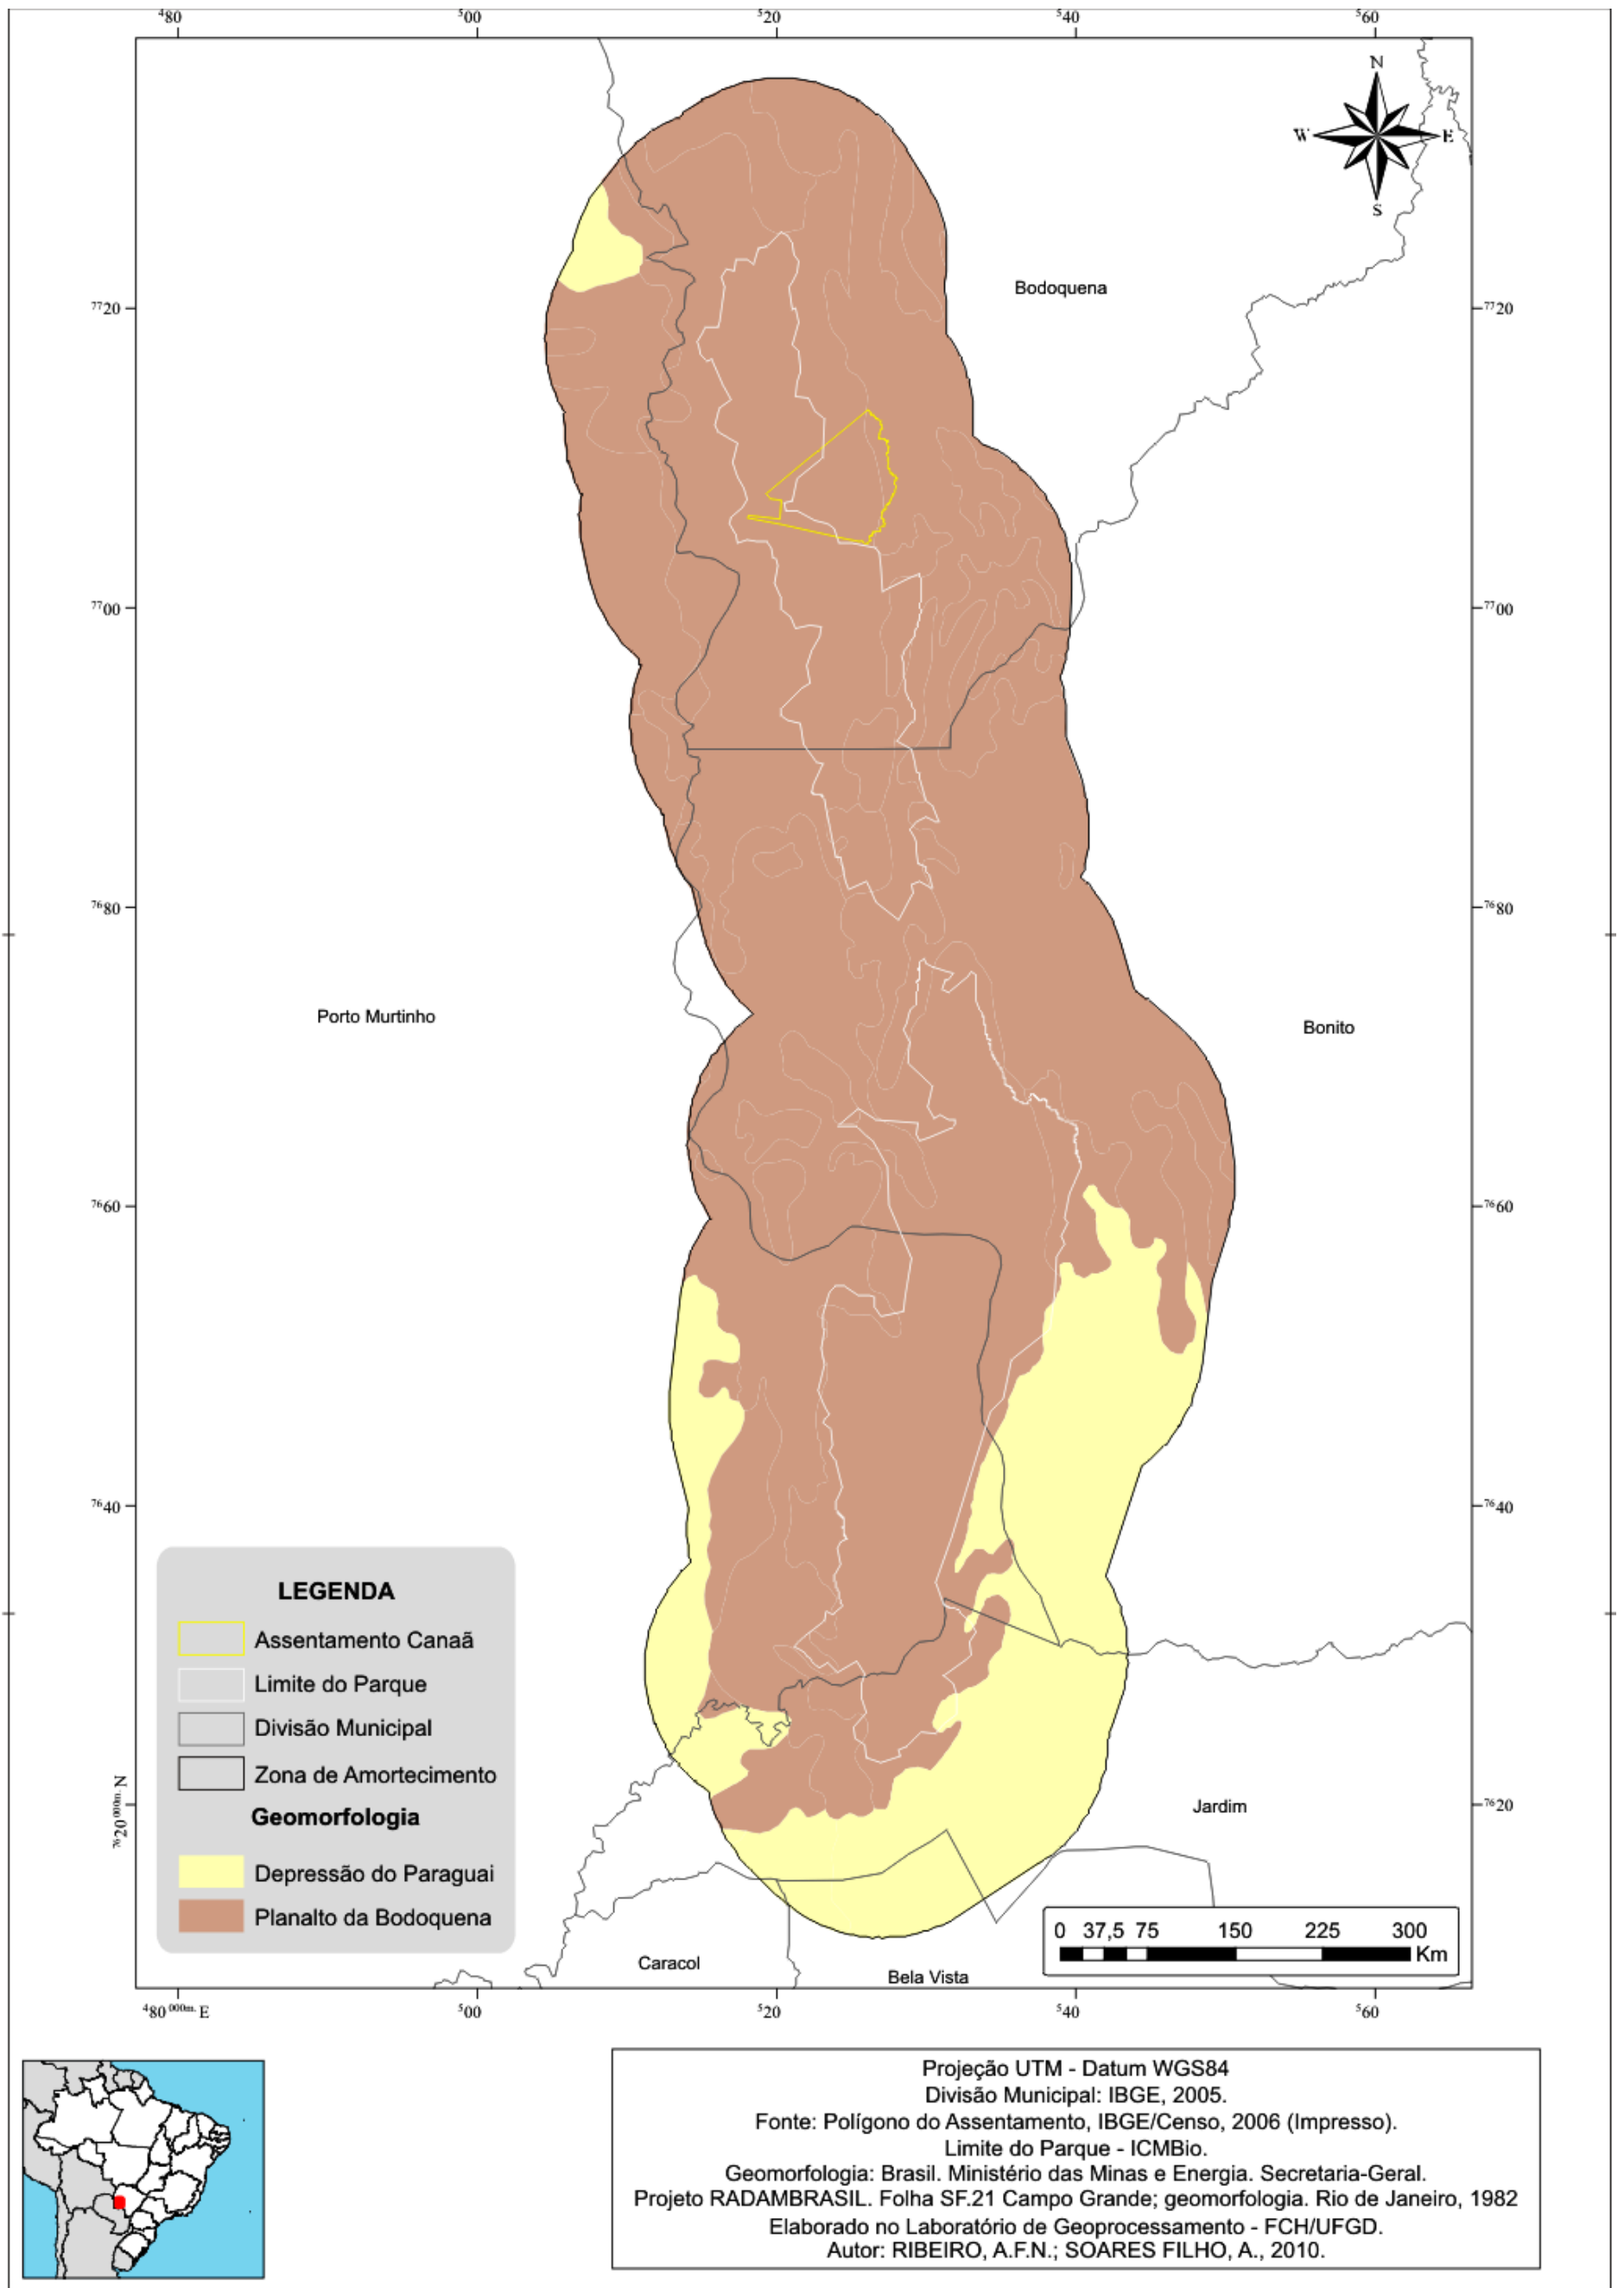 480 500 520 540 560
N
W E
S
Bodoquena
7720 7720
7700 7700
7680 7680
Porto Murtinho
Bonito
7660 7660
7640 7640
LEGENDA
Assentamento Canaã
Limite do Parque
Divisão Municipal
Zona de Amortecimento
Geomorfologia
Depressão do Paraguai
Planalto da Bodoquena
7620 000m. N
7620
Jardim
Caracol
Bela Vista
0 37,5 75 150 225 300
Km
480 000m. E 500 520 540 560
Projeção UTM - Datum WGS84
Divisão Municipal: IBGE, 2005.
Fonte: Polígono do Assentamento, IBGE/Censo, 2006 (Impresso).
Limite do Parque - ICMBio.
Geomorfologia: Brasil. Ministério das Minas e Energia. Secretaria-Geral.
Projeto RADAMBRASIL. Folha SF.21 Campo Grande; geomorfologia. Rio de Janeiro, 1982
Elaborado no Laboratório de Geoprocessamento - FCH/UFGD.
Autor: RIBEIRO, A.F.N.; SOARES FILHO, A., 2010.